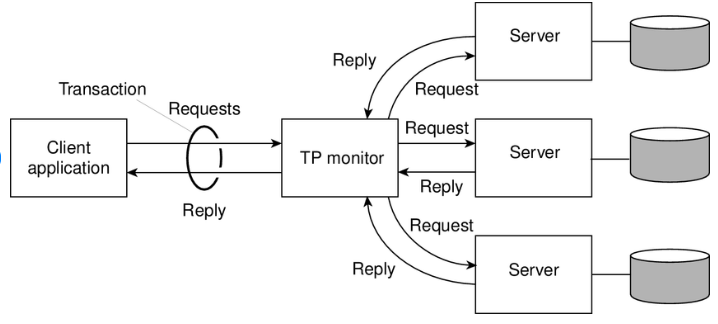 Server
Reply
Transaction
Request
Requests
Request
Client
application
TP monitor
Server
Reply
Reply
Request
Reply
Server